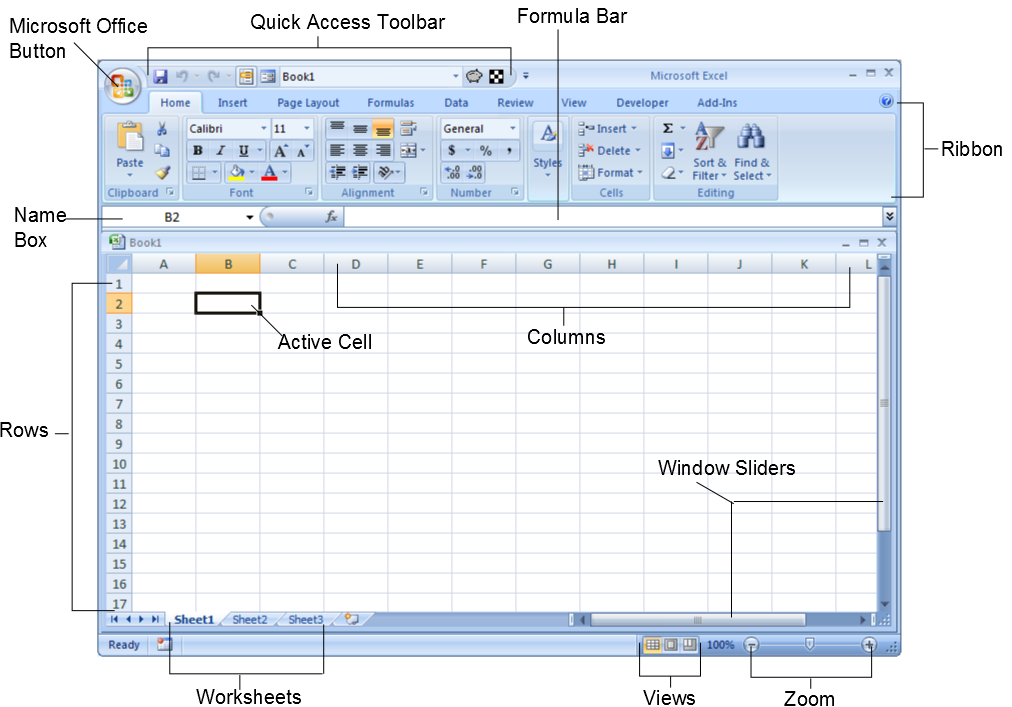 Microsoft Office
Button
Quick Access Toolbar
Formula Bar
Book1
Microsoft Excel
Home Insert Page Layout Formulas Data Review View Developer Add-Ins
Ribbon
Calibri 11 General
Insert
B I U $ % ,
Delete
Paste
Styles
Sort & Find &
Format
Filter Select
Clipboard Font Alignment Number Cells Editing
Name
Box
B2 fx
Book1
A B C D E F G H I J K L
1
2
3
Active Cell
Columns
4
5
6
7
8
Rows
9
10
Window Sliders
11
12
13
14
15
16
17
Sheet1 Sheet2 Sheet3
Ready 100%
Worksheets
Views
Zoom